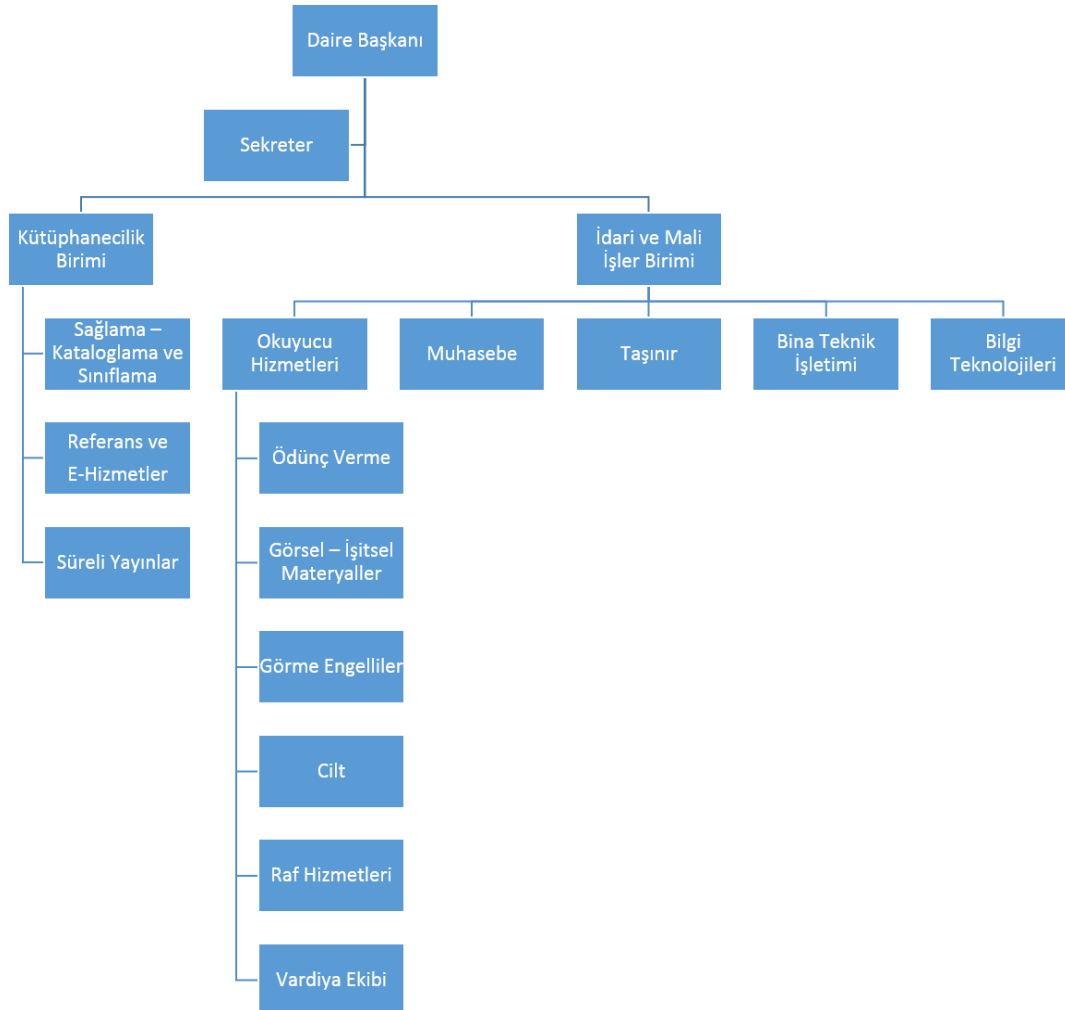 Daire Başkanı
Sekreter
Kütüphanecilik
Birimi
İdari ve Mali
İşler Birimi
Sağlama –
Kataloglama ve
Sınıflama
Referans ve
E-Hizmetler
Süreli Yayınlar
Okuyucu
Hizmetleri
Muhasebe
Taşınır
Bina Teknik
İşletimi
Bilgi
Teknolojileri
Ödünç Verme
Görsel – İşitsel
Materyaller
Görme Engelliler
Cilt
Raf Hizmetleri
Vardiya Ekibi